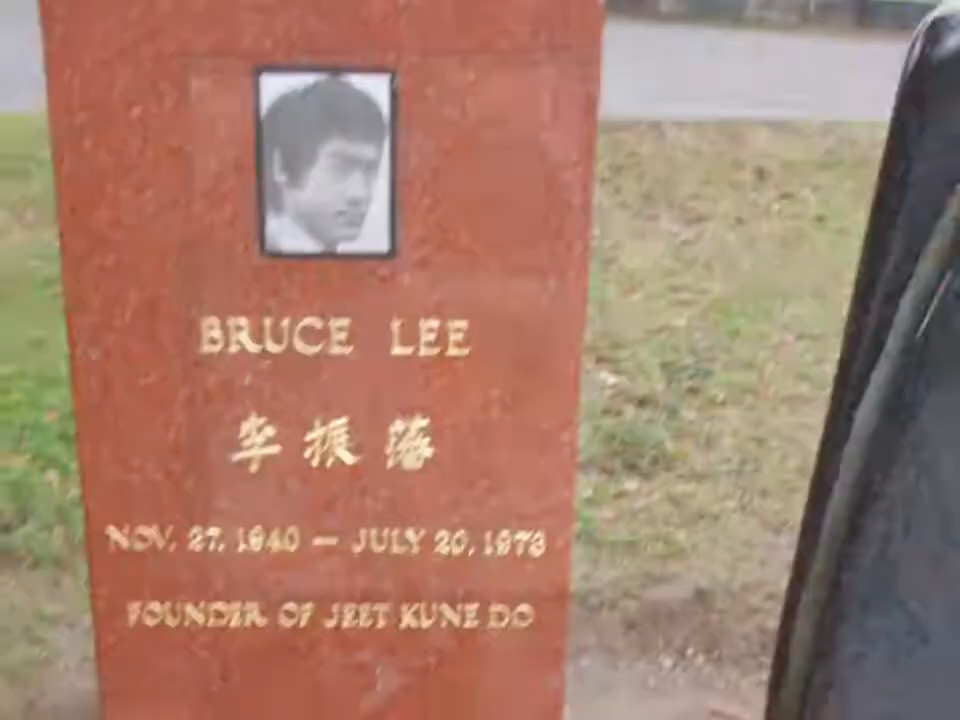 BRUCE LEE
李振藩
NOV. 27, 1940 — JULY 20, 1973
FOUNDER OF JEET KUNE DO